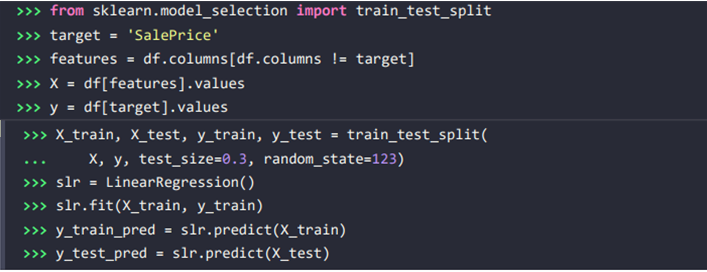 >>> from sklearn.model_selection import train_test_split
>>> target = 'SalePrice'
>>> features = df.columns[df.columns != target]
>>> X = df[features].values
>>> y = df[target].values
>>> X_train, X_test, y_train, y_test = train_test_split(
...     X, y, test_size=0.3, random_state=123)
>>> slr = LinearRegression()
>>> slr.fit(X_train, y_train)
>>> y_train_pred = slr.predict(X_train)
>>> y_test_pred = slr.predict(X_test)